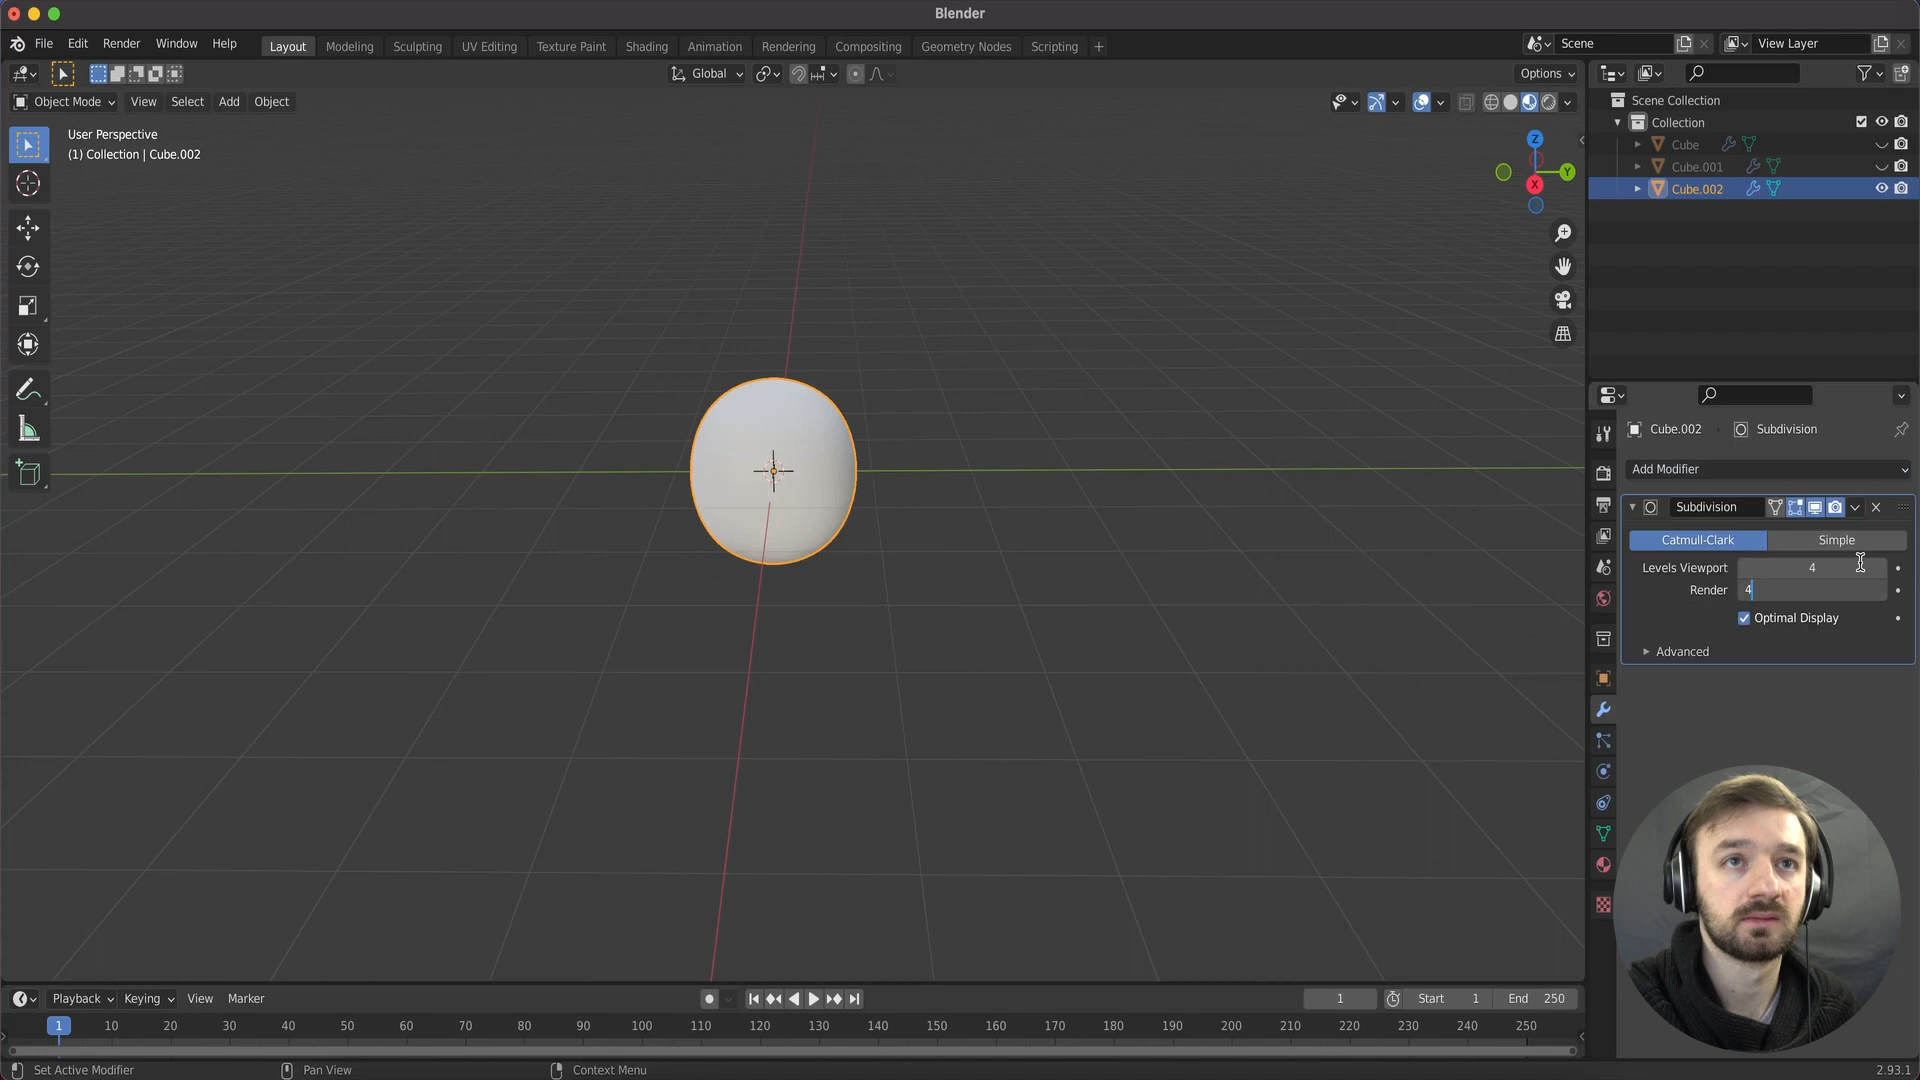 Blender
File Edit Render Window Help Layout Modeling Sculpting UV Editing Texture Paint Shading Animation Rendering Compositing Geometry Nodes Scripting + Scene View Layer
Global Options
Object Mode View Select Add Object
User Perspective
(1) Collection | Cube.002
Z
Y
X
Scene Collection
Collection
Cube
Cube.001
Cube.002
Cube.002 Subdivision
Add Modifier
Subdivision
Catmull-Clark Simple
Levels Viewport 4
Render 4
Optimal Display
Advanced
Playback Keying View Marker 1 Start 1 End 250
1 10 20 30 40 50 60 70 80 90 100 110 120 130 140 150 160 170 180 190 200 210 220 230 240 250
Set Active Modifier Pan View Context Menu 2.93.1